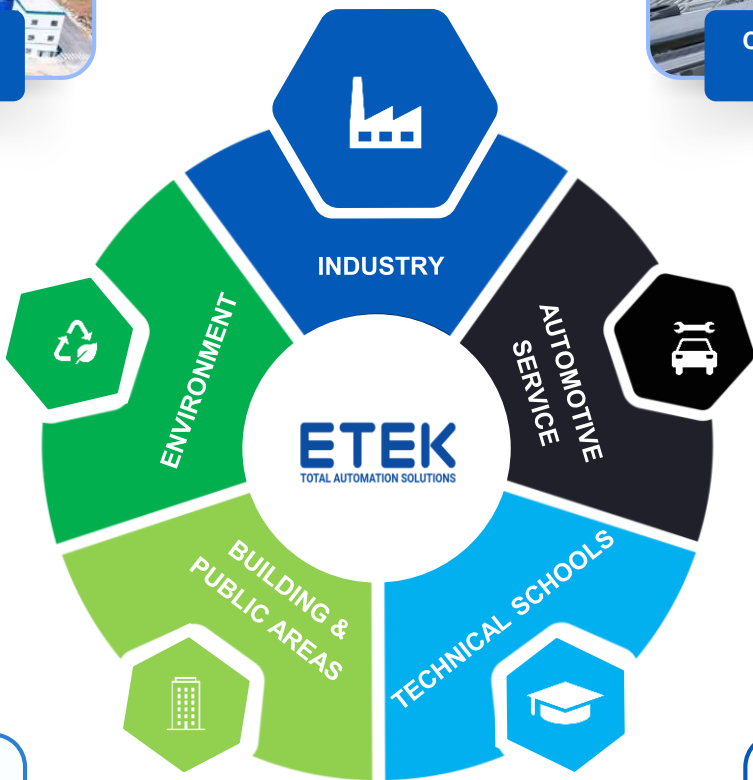 INDUSTRY
AUTOMOTIVE
SERVICE
ENVIRONMENT
ETEK
TOTAL AUTOMATION SOLUTIONS
BUILDING &
PUBLIC AREAS
TECHNICAL SCHOOLS